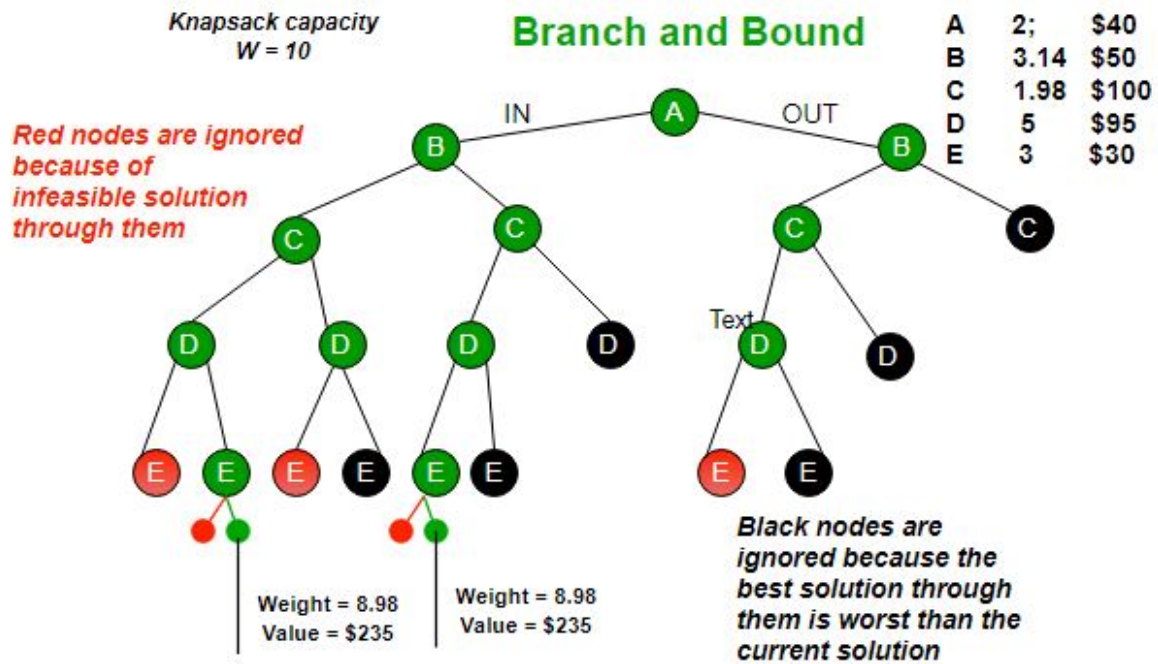 Knapsack capacity
W = 10
Branch and Bound
A 2; $40
B 3.14 $50
C 1.98 $100
D 5 $95
E 3 $30
Red nodes are ignored
because of
infeasible solution
through them
IN
A
OUT
B
B
C
C
C
C
Text
D
D
D
D
D
D
E
E
E
E
E
E
E
E
Weight = 8.98
Value = $235
Weight = 8.98
Value = $235
Black nodes are
ignored because the
best solution through
them is worst than the
current solution